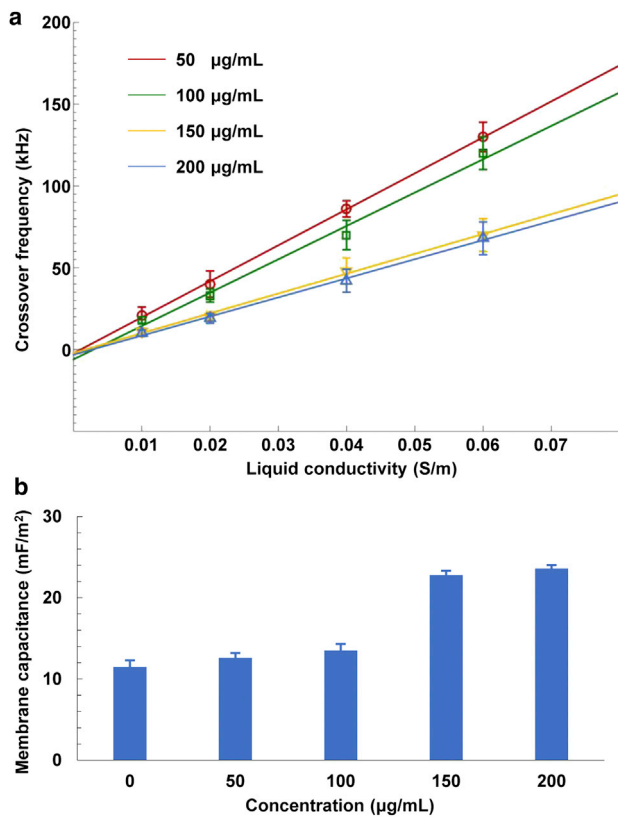 a
200
150
100
50
0
Crossover frequency (kHz)
50 µg/mL
100 µg/mL
150 µg/mL
200 µg/mL
0.01 0.02 0.03 0.04 0.05 0.06 0.07
Liquid conductivity (S/m)
b
30
20
10
0
Membrane capacitance (mF/m²)
0 50 100 150 200
Concentration (µg/mL)